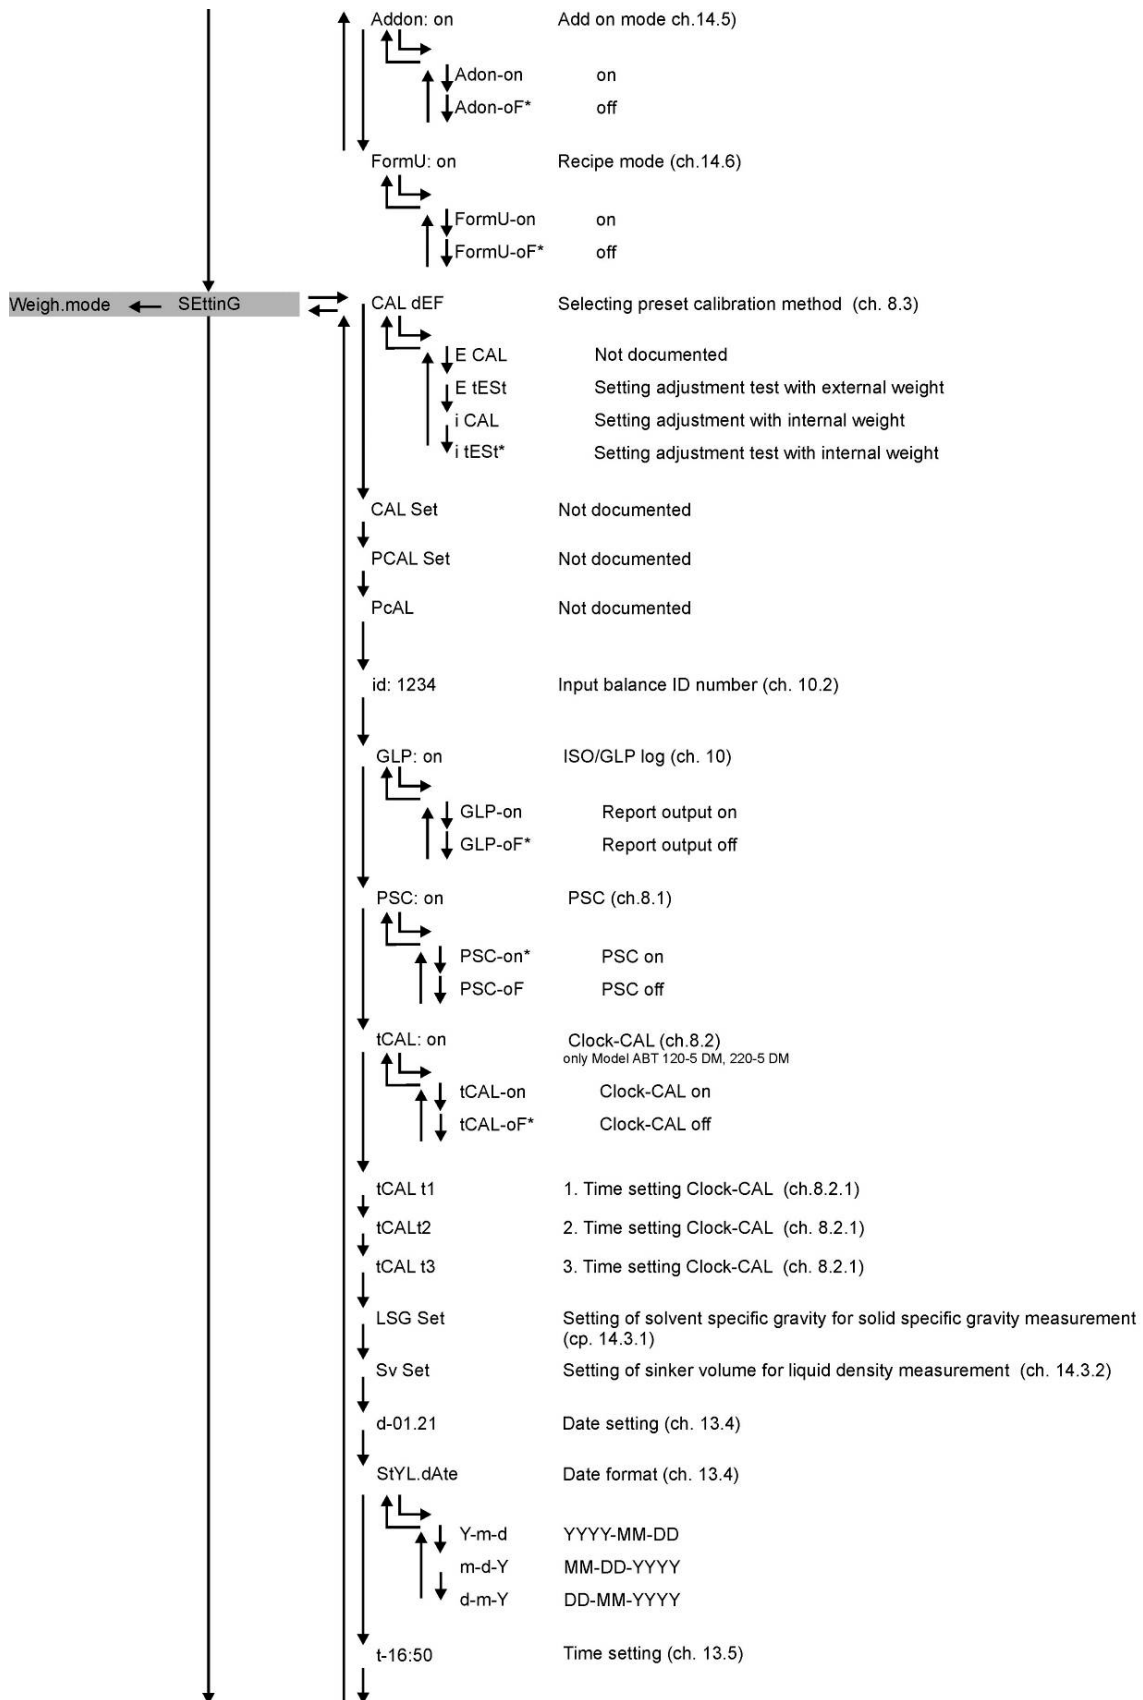 Addon: on Add on mode ch.14.5)
Adon-on on
Adon-oF* off
FormU: on Recipe mode (ch.14.6)
FormU-on on
FormU-oF* off
Weigh.mode SEttinG CAL dEF Selecting preset calibration method (ch. 8.3)
E CAL Not documented
E tESt Setting adjustment test with external weight
i CAL Setting adjustment with internal weight
i tESt* Setting adjustment test with internal weight
CAL Set Not documented
PCAL Set Not documented
PcAL Not documented
id: 1234 Input balance ID number (ch. 10.2)
GLP: on ISO/GLP log (ch. 10)
GLP-on Report output on
GLP-oF* Report output off
PSC: on PSC (ch.8.1)
PSC-on* PSC on
PSC-oF PSC off
tCAL: on Clock-CAL (ch.8.2)
only Model ABT 120-5 DM, 220-5 DM
tCAL-on Clock-CAL on
tCAL-oF* Clock-CAL off
tCAL t1 1. Time setting Clock-CAL (ch.8.2.1)
tCALt2 2. Time setting Clock-CAL (ch. 8.2.1)
tCAL t3 3. Time setting Clock-CAL (ch. 8.2.1)
LSG Set Setting of solvent specific gravity for solid specific gravity measurement
(cp. 14.3.1)
Sv Set Setting of sinker volume for liquid density measurement (ch. 14.3.2)
d-01.21 Date setting (ch. 13.4)
StYL.dAte Date format (ch. 13.4)
Y-m-d YYYY-MM-DD
m-d-Y MM-DD-YYYY
d-m-Y DD-MM-YYYY
t-16:50 Time setting (ch. 13.5)